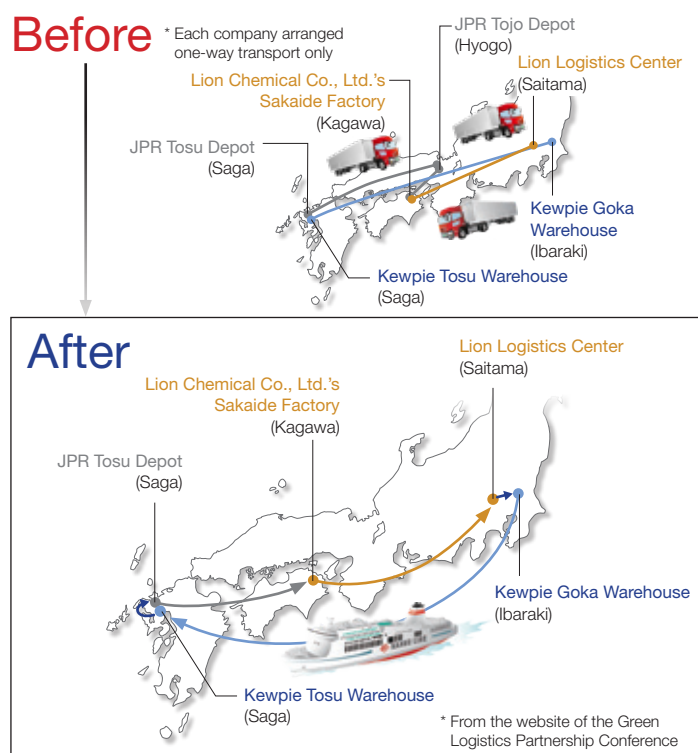 Before
* Each company arranged
one-way transport only
JPR Tojo Depot
(Hyogo)
Lion Chemical Co., Ltd.'s
Sakaide Factory
(Kagawa)
Lion Logistics Center
(Saitama)
JPR Tosu Depot
(Saga)
Kewpie Goka
Warehouse
(Ibaraki)
Kewpie Tosu Warehouse
(Saga)
After
Lion Logistics Center
(Saitama)
Lion Chemical Co., Ltd.'s
Sakaide Factory
(Kagawa)
JPR Tosu Depot
(Saga)
Kewpie Goka Warehouse
(Ibaraki)
Kewpie Tosu Warehouse
(Saga)
* From the website of the Green
Logistics Partnership Conference